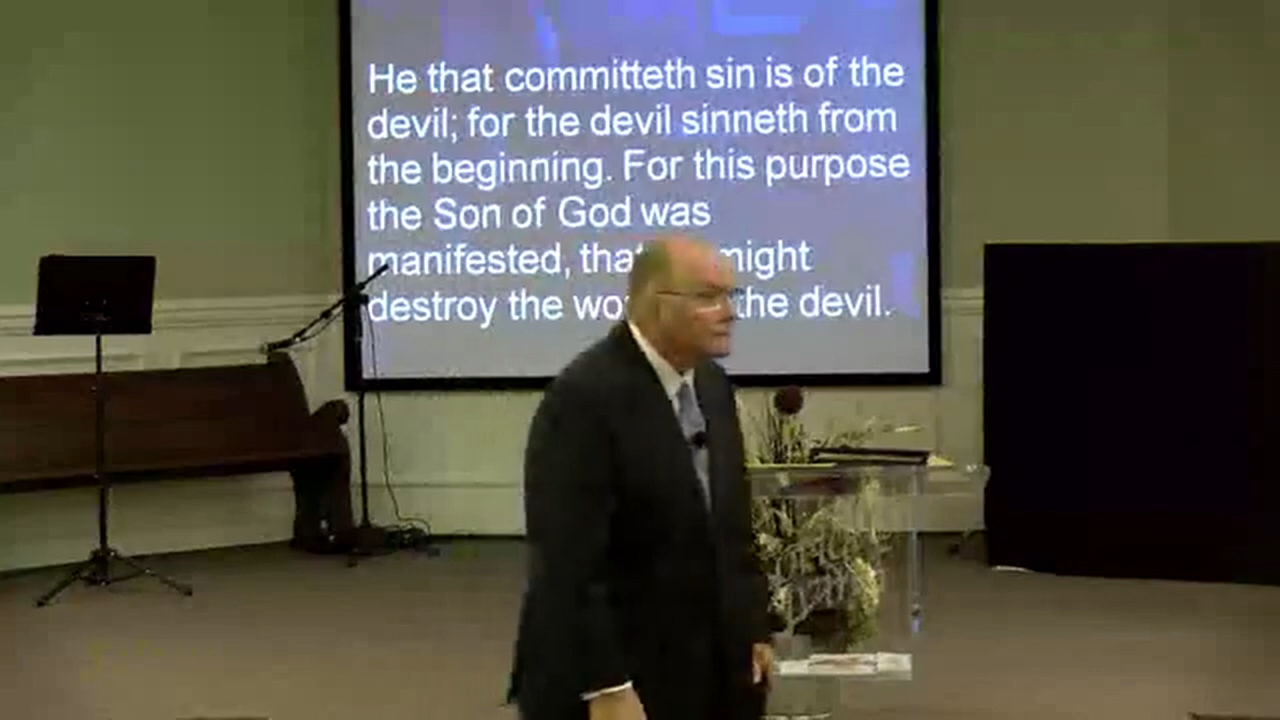 He that committeth sin is of the
devil; for the devil sinneth from
the beginning. For this purpose
the Son of God was
manifested, might
destroy the the devil.